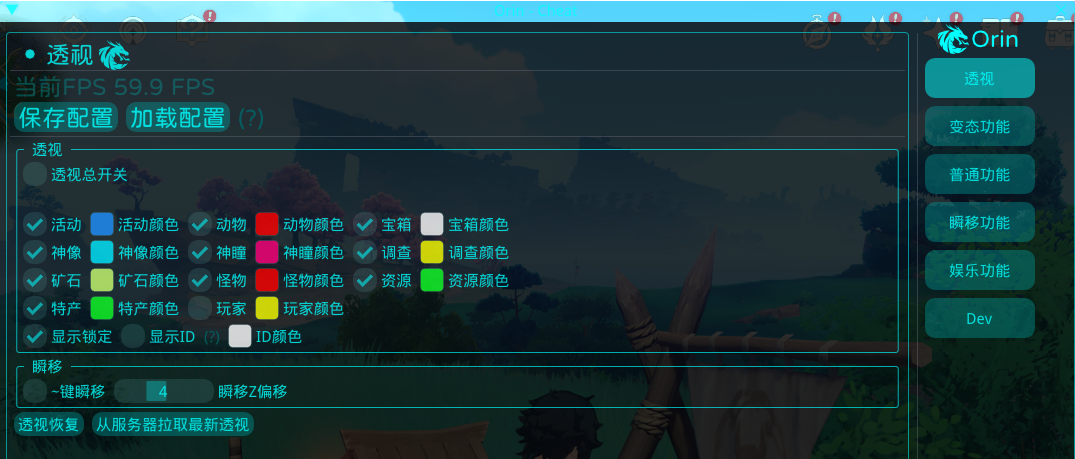 透视
Orin
当前FPS 59.9 FPS
透视
保存配置 加载配置 (?)
变态功能
透视
普通功能
透视总开关
瞬移功能
活动 活动颜色 动物 动物颜色 宝箱 宝箱颜色
神像 神像颜色 神瞳 神瞳颜色 调查 调查颜色
娱乐功能
矿石 矿石颜色 怪物 怪物颜色 资源 资源颜色
特产 特产颜色 玩家 玩家颜色
Dev
显示锁定 显示ID (?) ID颜色
瞬移
~键瞬移 4 瞬移Z偏移
透视恢复 从服务器拉取最新透视